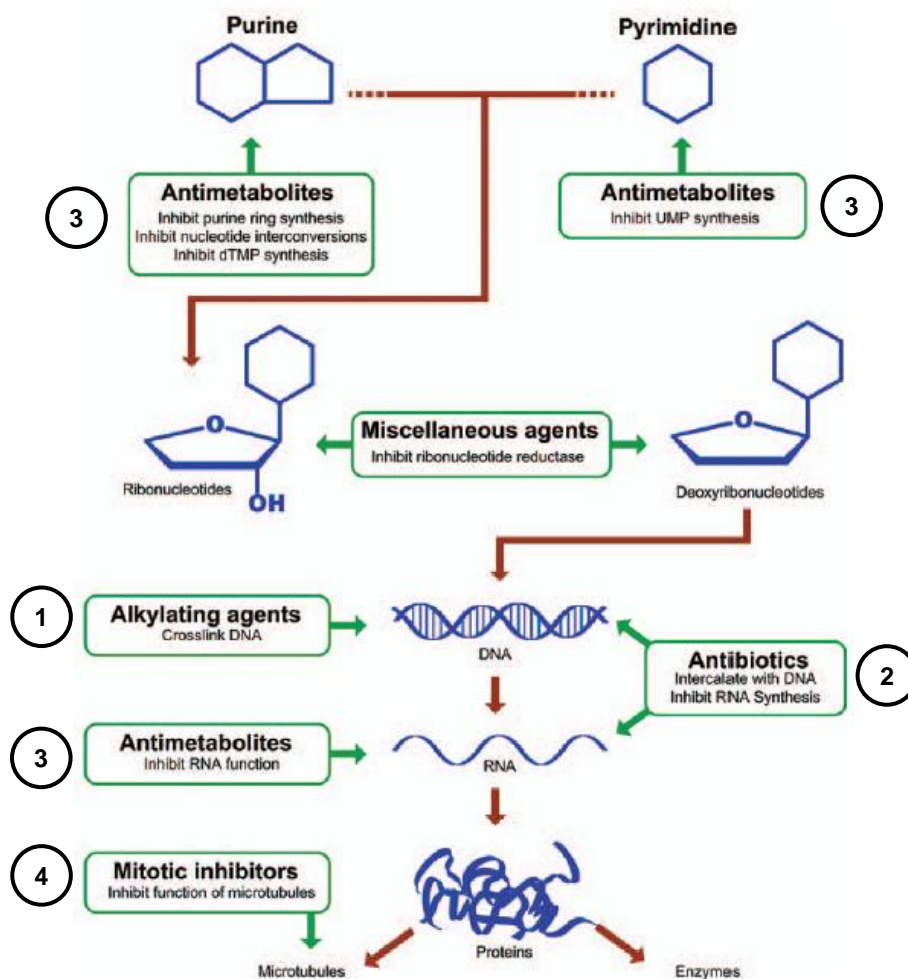 Purine
Pyrimidine
3
Antimetabolites
Inhibit purine ring synthesis
Inhibit nucleotide interconversions
Inhibit dTMP synthesis
Antimetabolites
Inhibit UMP synthesis
3
O
OH
Ribonucleotides
Miscellaneous agents
Inhibit ribonucleotide reductase
O
Deoxyribonucleotides
1
Alkylating agents
Crosslink DNA
DNA
Antibiotics
Intercalate with DNA
Inhibit RNA Synthesis
2
3
Antimetabolites
Inhibit RNA function
RNA
4
Mitotic inhibitors
Inhibit function of microtubules
Proteins
Microtubules
Enzymes